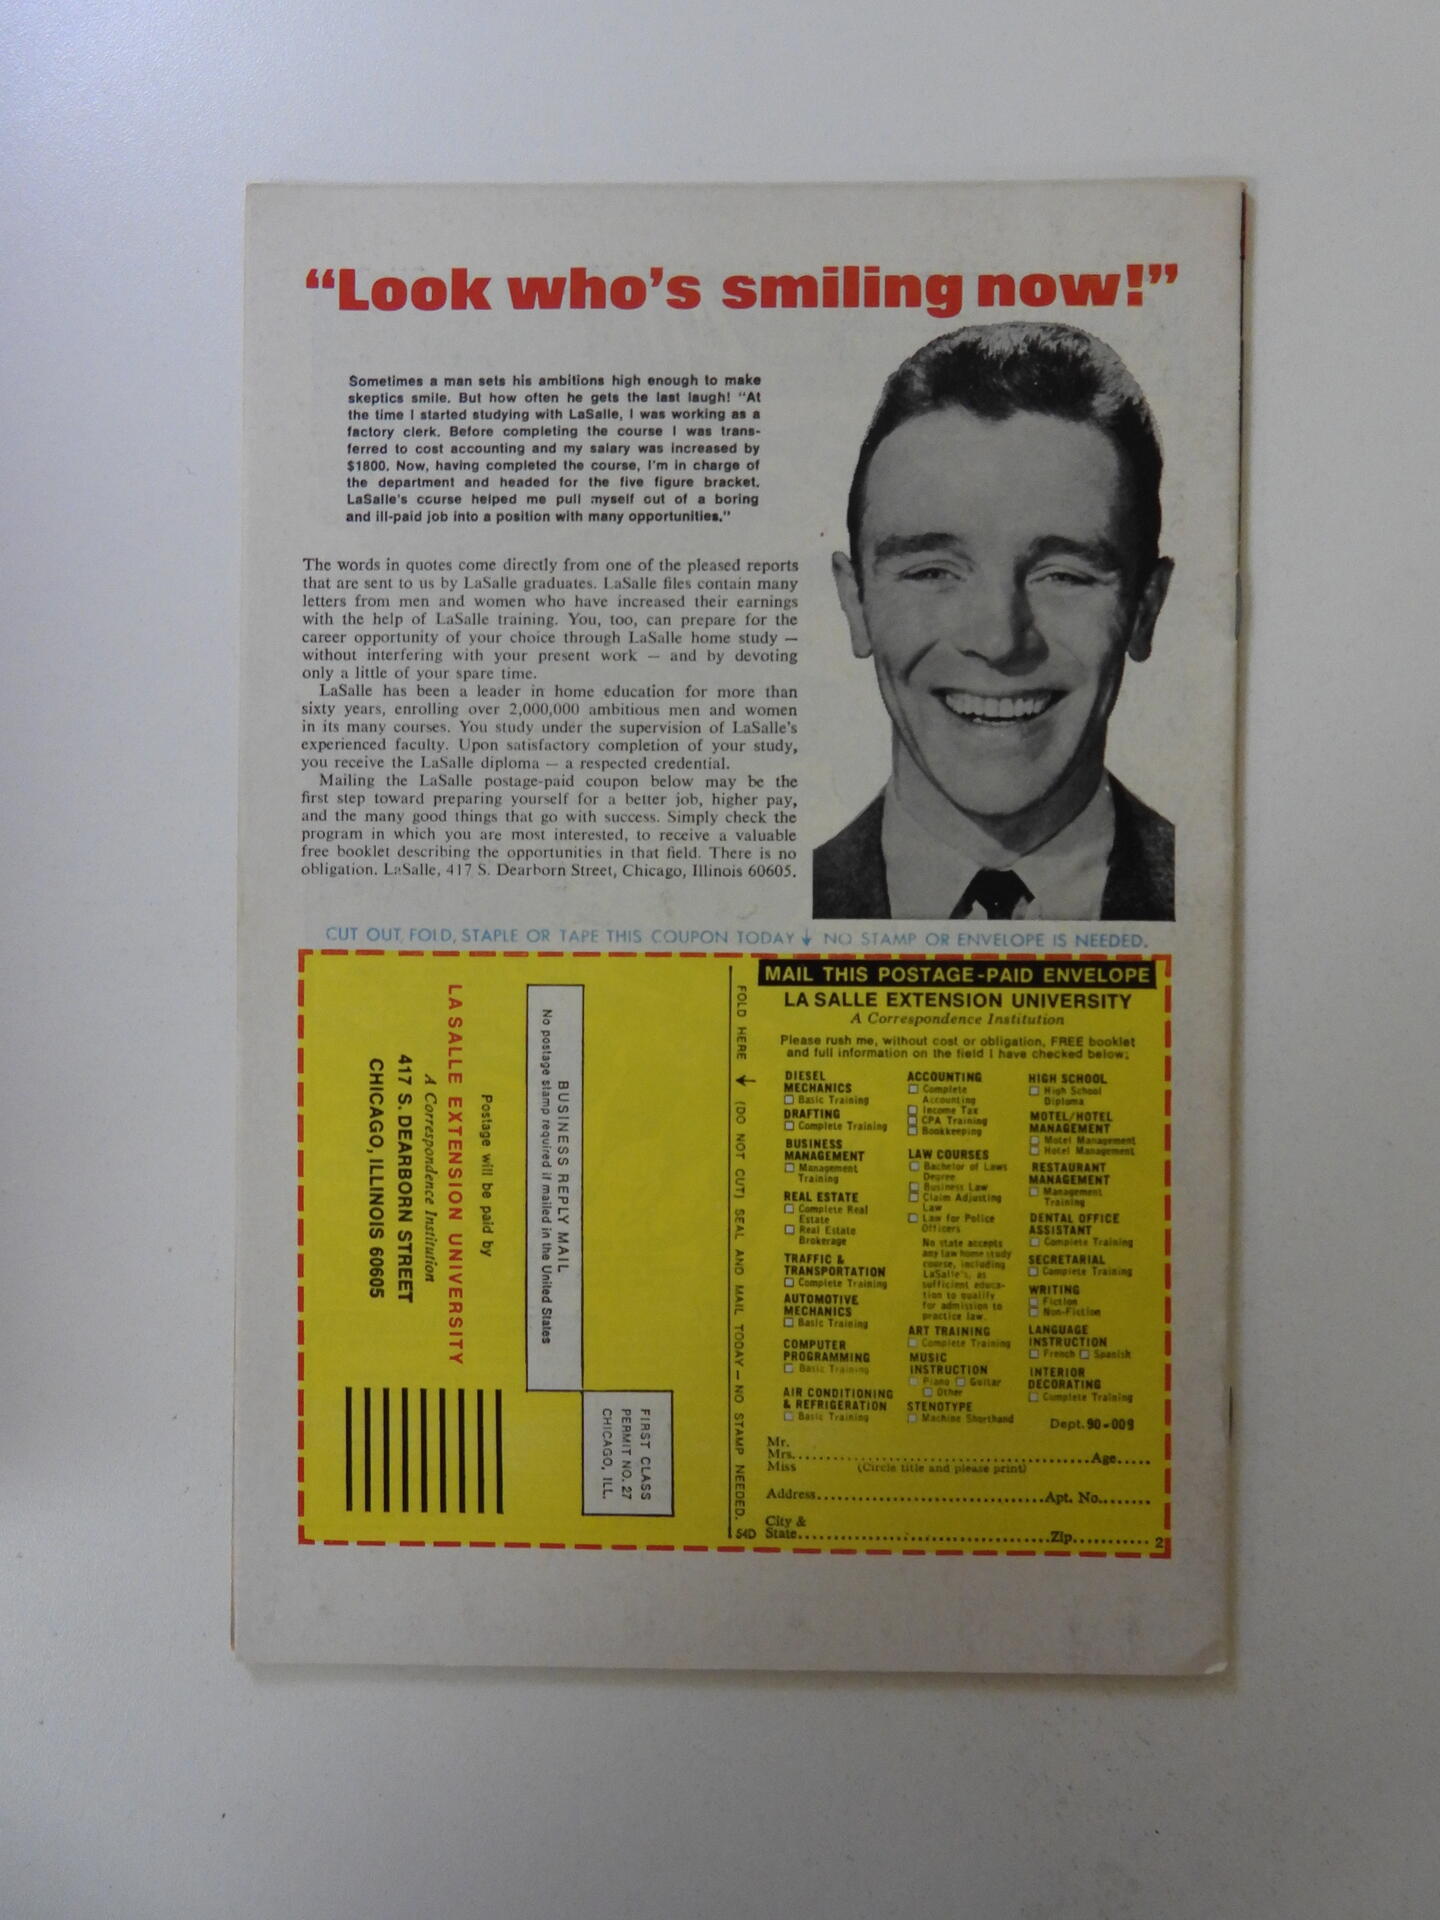 “Look who’s smiling now!”
Sometimes a man sets his ambitions high enough to make
skeptics smile. But how often he gets the last laugh! “At
the time I started studying with LaSalle, I was working as a
factory clerk. Before completing the course I was trans-
ferred to cost accounting and my salary was increased by
$1800. Now, having completed the course, I’m in charge of
the department and headed for the five figure bracket.
LaSalle’s course helped me pull myself out of a boring
and ill-paid job into a position with many opportunities.”
The words in quotes come directly from one of the pleased reports
that are sent to us by LaSalle graduates. LaSalle files contain many
letters from men and women who have increased their earnings
with the help of LaSalle training. You, too, can prepare for the
career opportunity of your choice through LaSalle home study —
without interfering with your present work — and by devoting
only a little of your spare time.
LaSalle has been a leader in home education for more than
sixty years, enrolling over 2,000,000 ambitious men and women
in its many courses. You study under the supervision of LaSalle’s
experienced faculty. Upon satisfactory completion of your study,
you receive the LaSalle diploma — a respected credential.
Mailing the LaSalle postage-paid coupon below may be the
first step toward preparing yourself for a better job, higher pay,
and the many good things that go with success. Simply check the
program in which you are most interested, to receive a valuable
free booklet describing the opportunities in that field. There is no
obligation. LaSalle, 417 S. Dearborn Street, Chicago, Illinois 60605.
CUT OUT, FOLD, STAPLE OR TAPE THIS COUPON TODAY ↓ NO STAMP OR ENVELOPE IS NEEDED.
FIRST CLASS
PERMIT NO. 27
CHICAGO, ILL.
BUSINESS REPLY MAIL
No postage stamp required if mailed in the United States
Postage will be paid by
LA SALLE EXTENSION UNIVERSITY
A Correspondence Institution
417 S. DEARBORN STREET
CHICAGO, ILLINOIS 60605
FOLD HERE (DO NOT CUT) SEAL AND MAIL TODAY — NO STAMP NEEDED.
54D
MAIL THIS POSTAGE-PAID ENVELOPE
LA SALLE EXTENSION UNIVERSITY
A Correspondence Institution
Please rush me, without cost or obligation, FREE booklet
and full information on the field I have checked below:
DIESEL
MECHANICS
☐ Basic Training
DRAFTING
☐ Complete Training
BUSINESS
MANAGEMENT
☐ Management
Training
REAL ESTATE
☐ Complete Real
Estate
☐ Real Estate
Brokerage
TRAFFIC &
TRANSPORTATION
☐ Complete Training
AUTOMOTIVE
MECHANICS
☐ Basic Training
COMPUTER
PROGRAMMING
☐ Basic Training
AIR CONDITIONING
& REFRIGERATION
☐ Basic Training
ACCOUNTING
☐ Complete
Accounting
☐ Income Tax
☐ CPA Training
☐ Bookkeeping
LAW COURSES
☐ Bachelor of Laws
Degree
☐ Business Law
☐ Claim Adjusting
Law
☐ Law for Police
Officers
No state accepts
any law home study
course, including
LaSalle’s, as
sufficient educa-
tion to qualify
for admission to
practice law.
ART TRAINING
☐ Complete Training
MUSIC
INSTRUCTION
☐ Piano ☐ Guitar
☐ Other
STENOTYPE
☐ Machine Shorthand
HIGH SCHOOL
☐ High School
Diploma
MOTEL/HOTEL
MANAGEMENT
☐ Motel Management
☐ Hotel Management
RESTAURANT
MANAGEMENT
☐ Management
Training
DENTAL OFFICE
ASSISTANT
☐ Complete Training
SECRETARIAL
☐ Complete Training
WRITING
☐ Fiction
☐ Non-Fiction
LANGUAGE
INSTRUCTION
☐ French ☐ Spanish
INTERIOR
DECORATING
☐ Complete Training
Dept. 90-009
Mr.
Mrs. Age
Miss (Circle title and please print)
Address Apt. No.
City &
State Zip 2